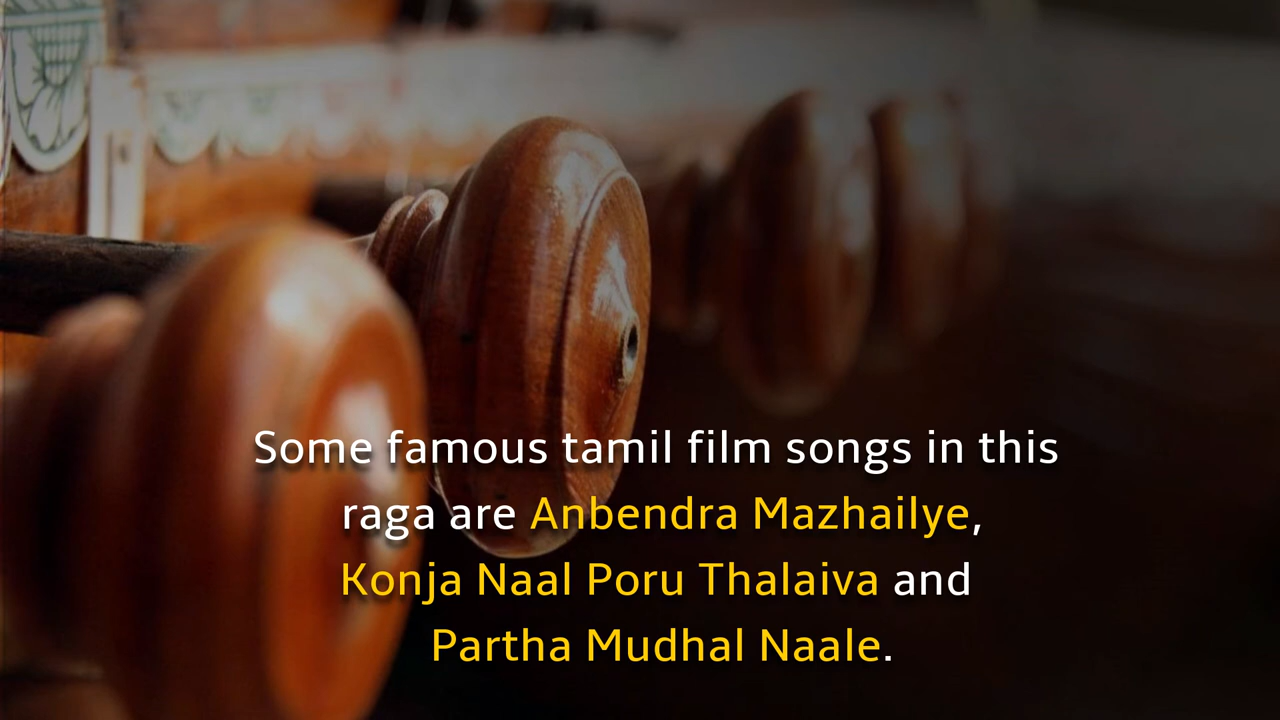 Some famous tamil film songs in this
raga are Anbendra Mazhailye,
Konja Naal Poru Thalaiva and
Partha Mudhal Naale.